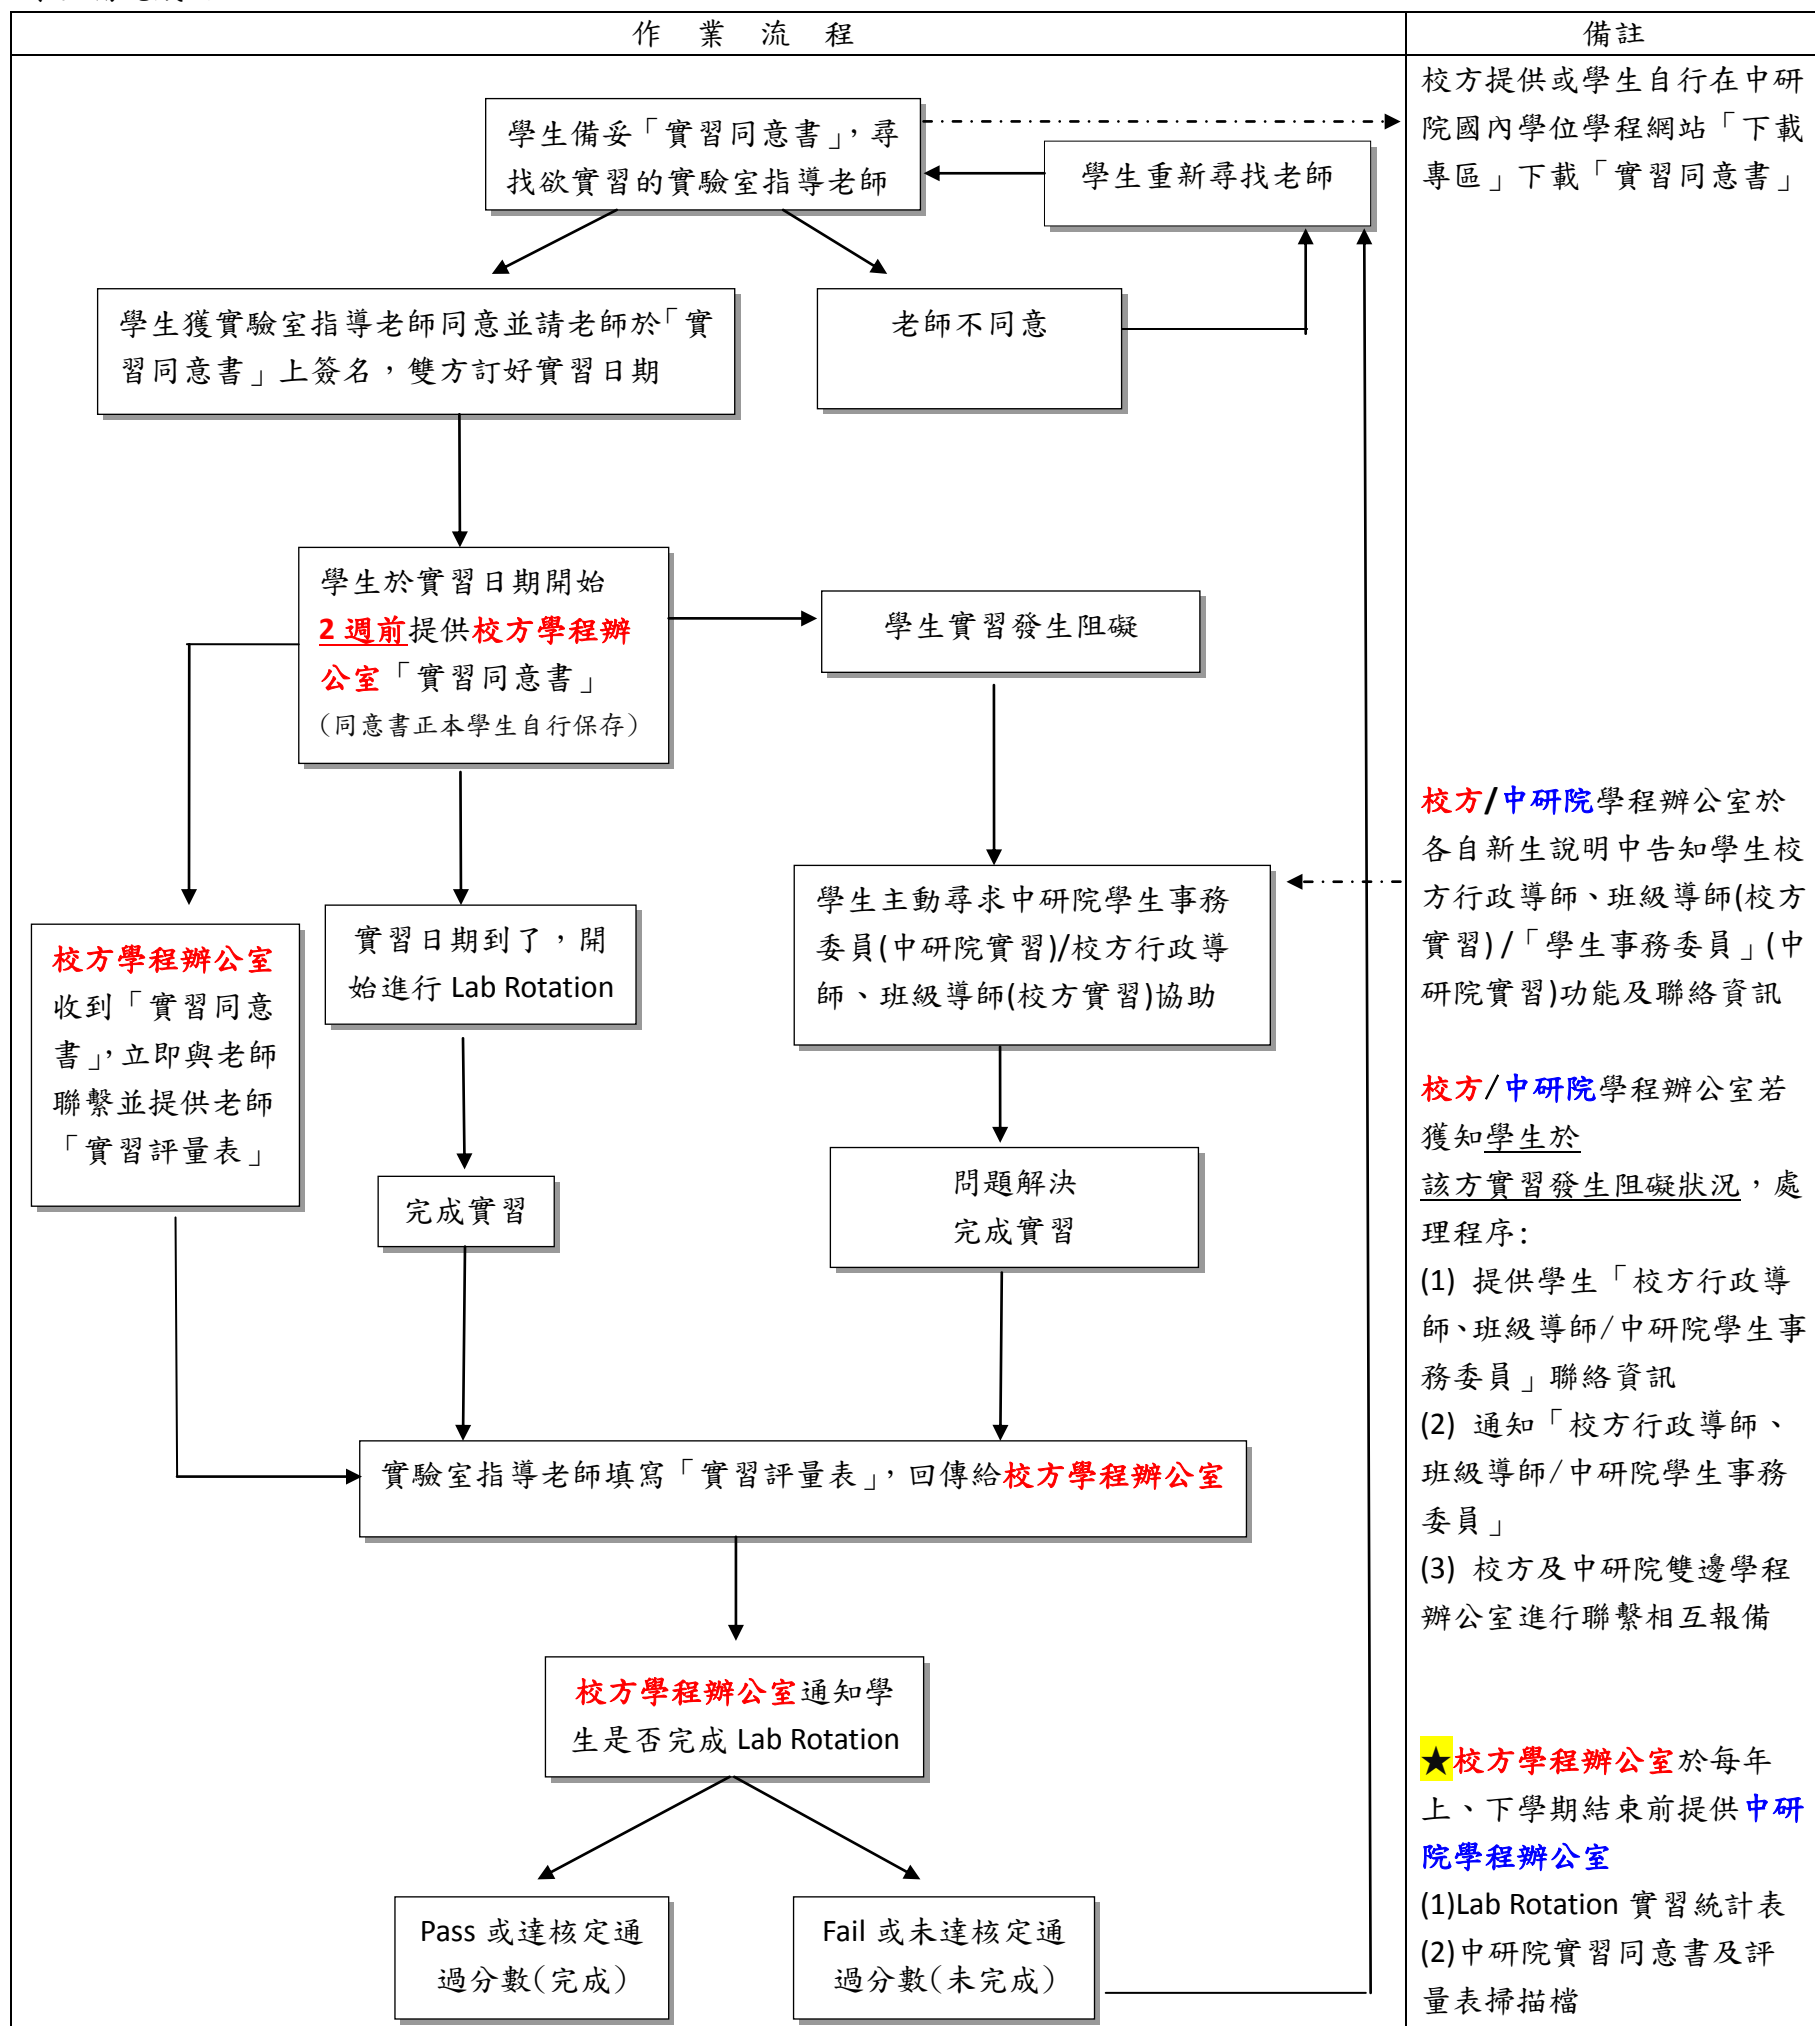 作 業 流 程
備註
學生備妥「實習同意書」,尋
找欲實習的實驗室指導老師
學生重新尋找老師
校方提供或學生自行在中研
院國內學位學程網站「下載
專區」下載「實習同意書」
學生獲實驗室指導老師同意並請老師於「實
習同意書」上簽名，雙方訂好實習日期
老師不同意
學生於實習日期開始
2 週前提供校方學程辦
公室「實習同意書」
(同意書正本學生自行保存)
學生實習發生阻礙
校方/中研院學程辦公室於
各自新生說明中告知學生校
方行政導師、班級導師(校方
實習) /「學生事務委員」(中
研院實習)功能及聯絡資訊
學生主動尋求中研院學生事務
委員(中研院實習)/校方行政導
師、班級導師(校方實習)協助
實習日期到了，開
始進行 Lab Rotation
校方學程辦公室
收到「實習同意
書」,立即與老師
聯繫並提供老師
「實習評量表」
完成實習
問題解決
完成實習
校方/中研院學程辦公室若
獲知學生於
該方實習發生阻礙狀況，處
理程序:
(1) 提供學生「校方行政導
師、班級導師/中研院學生事
務委員」聯絡資訊
(2) 通知「校方行政導師、
班級導師/中研院學生事務
委員」
(3) 校方及中研院雙邊學程
辦公室進行聯繫相互報備
實驗室指導老師填寫「實習評量表」,回傳給校方學程辦公室
校方學程辦公室通知學
生是否完成 Lab Rotation
Pass 或達核定通
過分數(完成)
Fail 或未達核定通
過分數(未完成)
★校方學程辦公室於每年
上、下學期結束前提供中研
院學程辦公室
(1)Lab Rotation 實習統計表
(2)中研院實習同意書及評
量表掃描檔